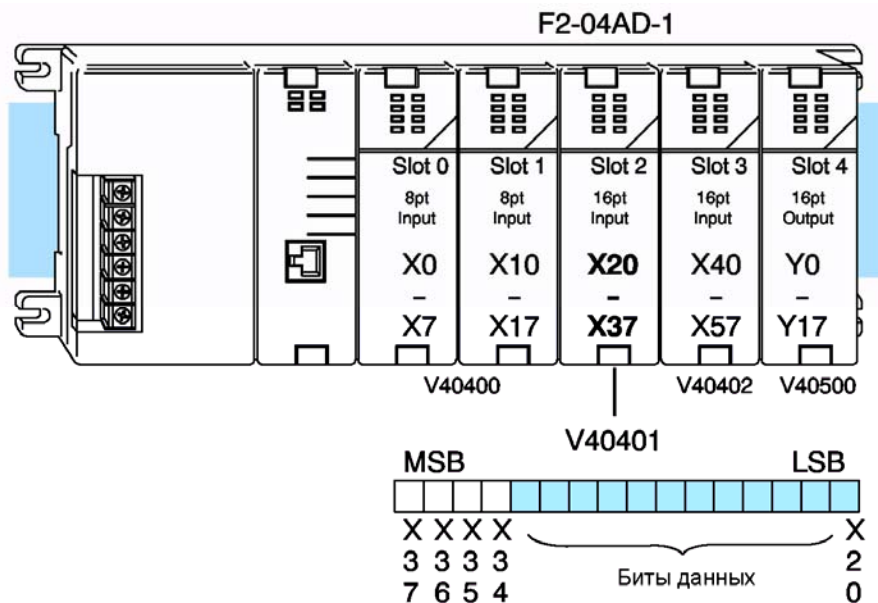 F2-04AD-1
Slot 0 Slot 1 Slot 2 Slot 3 Slot 4
8pt 8pt 16pt 16pt 16pt
Input Input Input Input Output
X0 X10 X20 X40 Y0
– – - – –
X7 X17 X37 X57 Y17
V40400 V40402 V40500
V40401
MSB LSB
X X X X X
3 3 3 3 2
7 6 5 4 0
Биты данных